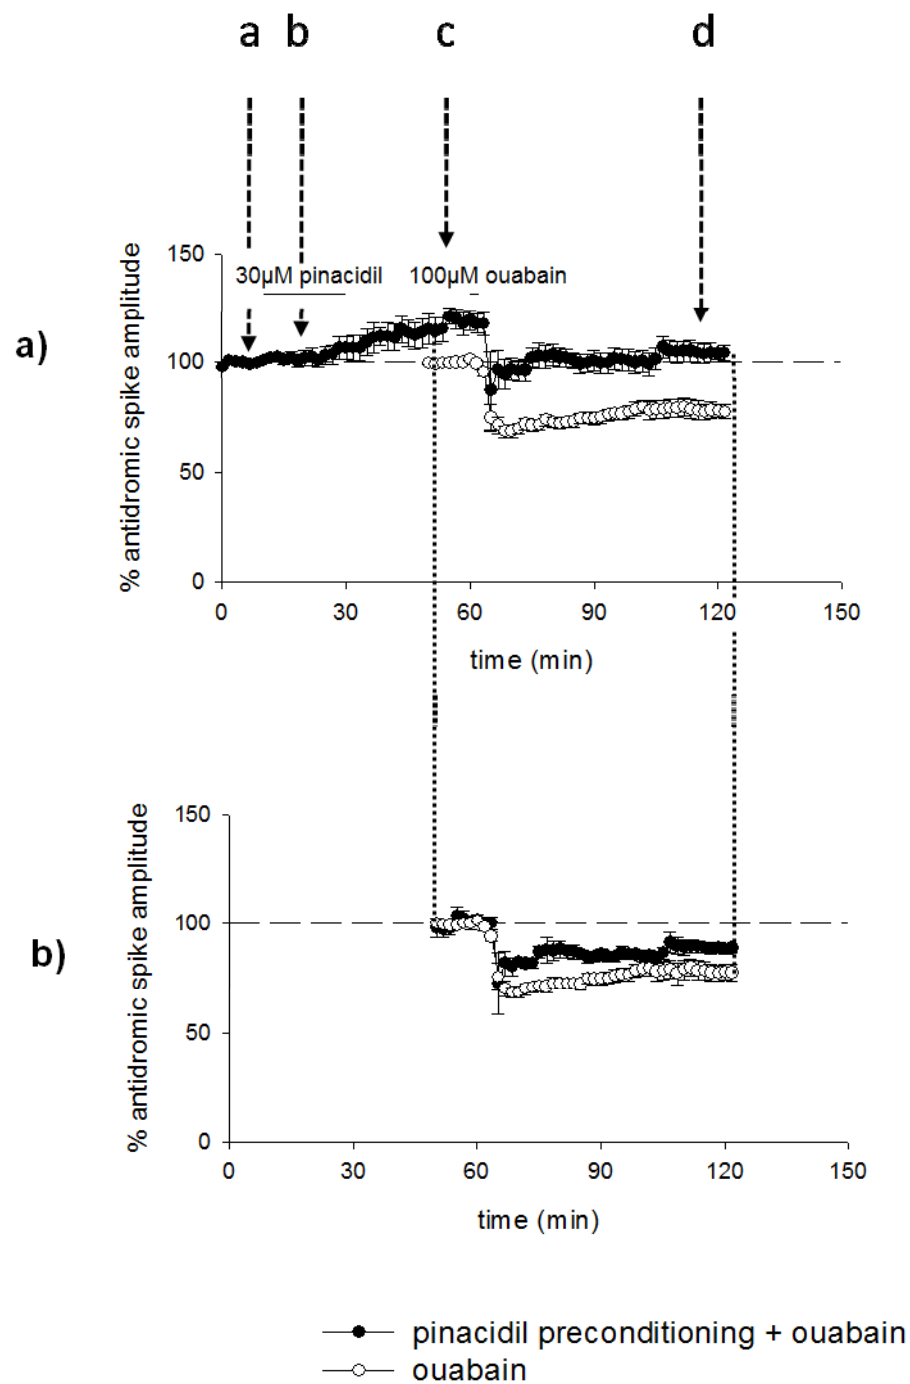 a b c d
150
30µM pinacidil 100µM ouabain
a)
% antidromic spike amplitude
100
50
0
0 30 60 90 120 150
time (min)
150
% antidromic spike amplitude
100
b)
50
0
0 30 60 90 120 150
time (min)
pinacidil preconditioning + ouabain
ouabain